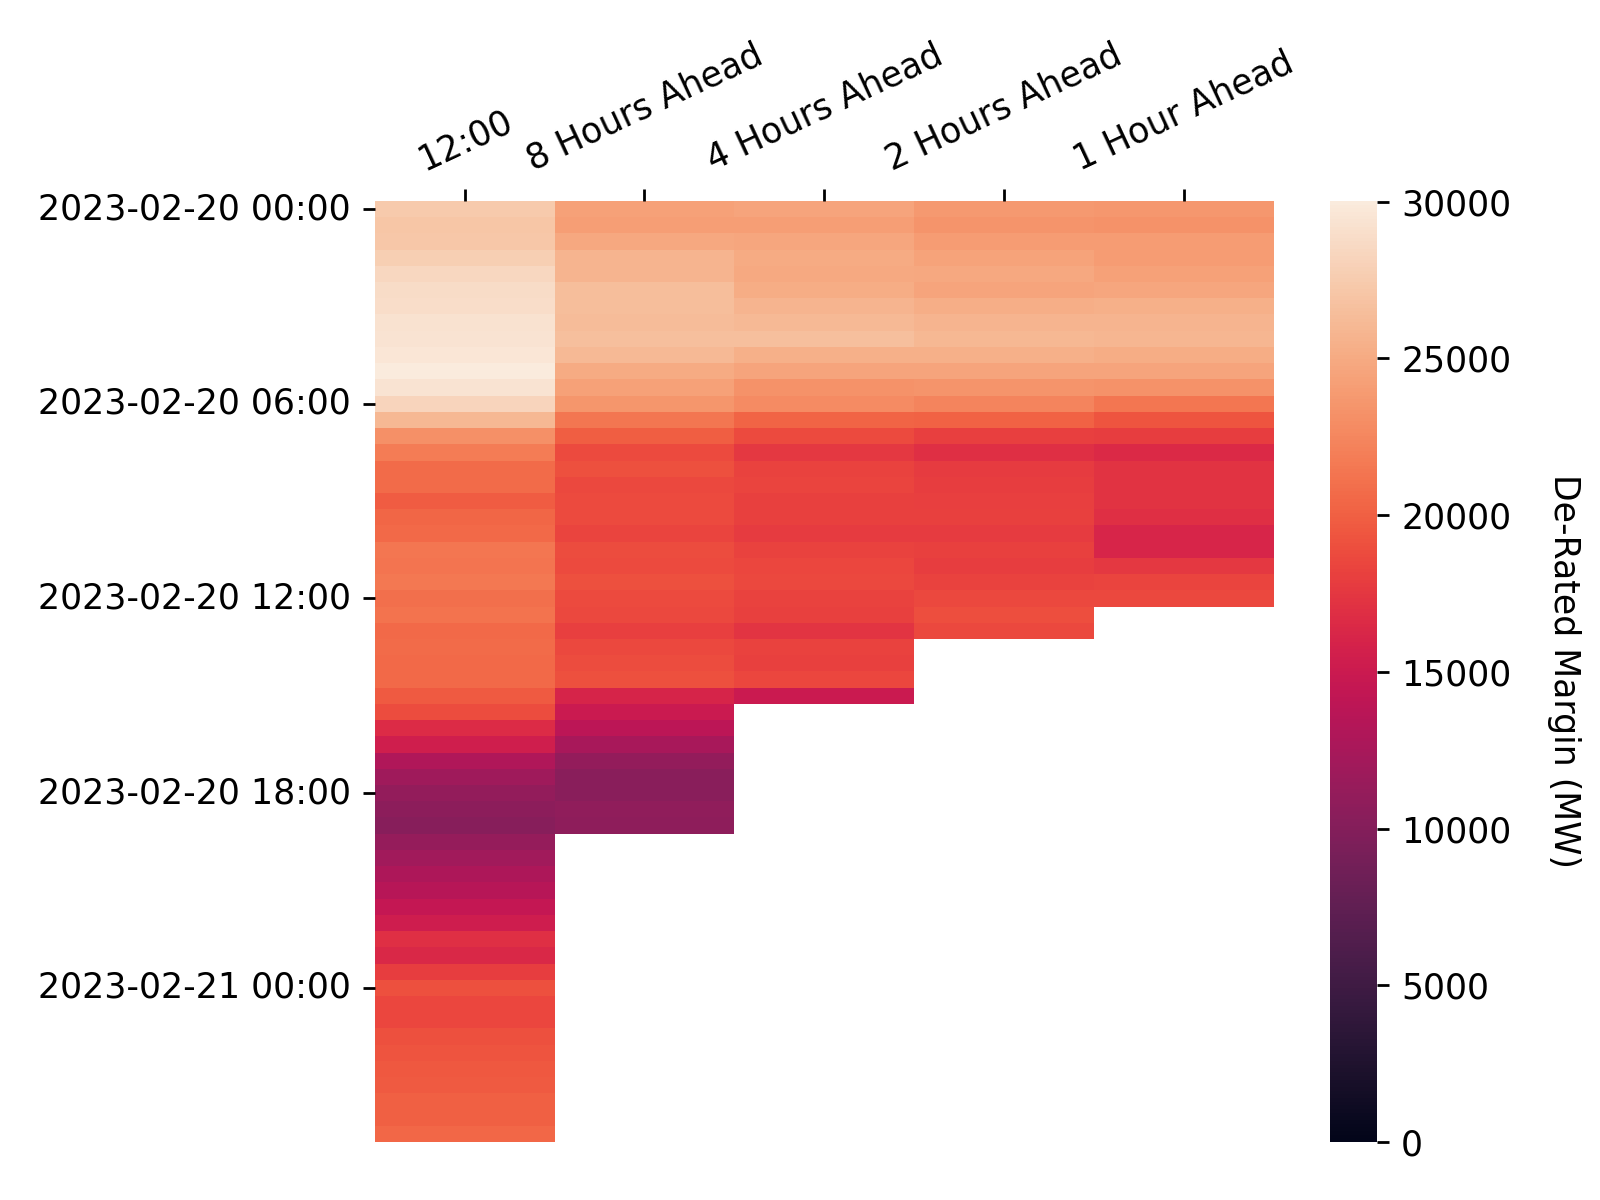 12:00
8 Hours Ahead
4 Hours Ahead
2 Hours Ahead
1 Hour Ahead
2023-02-20 00:00
2023-02-20 06:00
2023-02-20 12:00
2023-02-20 18:00
2023-02-21 00:00
30000
25000
20000
15000
10000
5000
0
De-Rated Margin (MW)